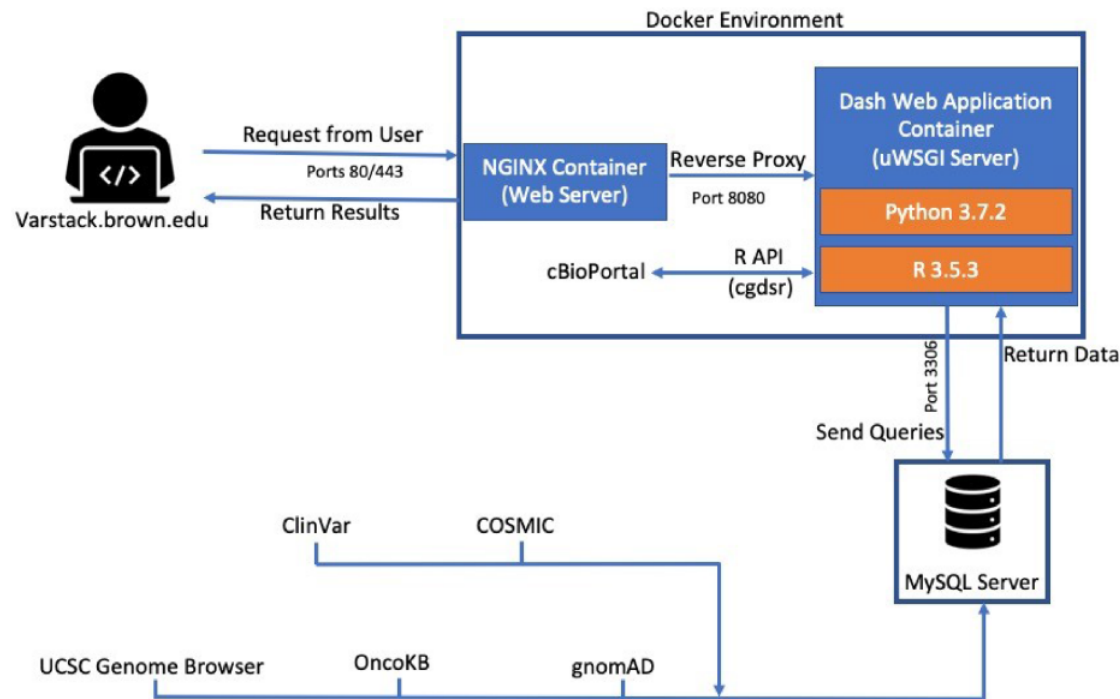 Docker Environment
Dash Web Application
Container
(uWSGI Server)
Request from User
Ports 80/443
Return Results
Varstack.brown.edu
NGINX Container
(Web Server)
Reverse Proxy
Port 8080
Python 3.7.2
cBioPortal
R API
(cgdsr)
R 3.5.3
Port 3306
Return Data
Send Queries
MySQL Server
ClinVar
COSMIC
UCSC Genome Browser
OncoKB
gnomAD